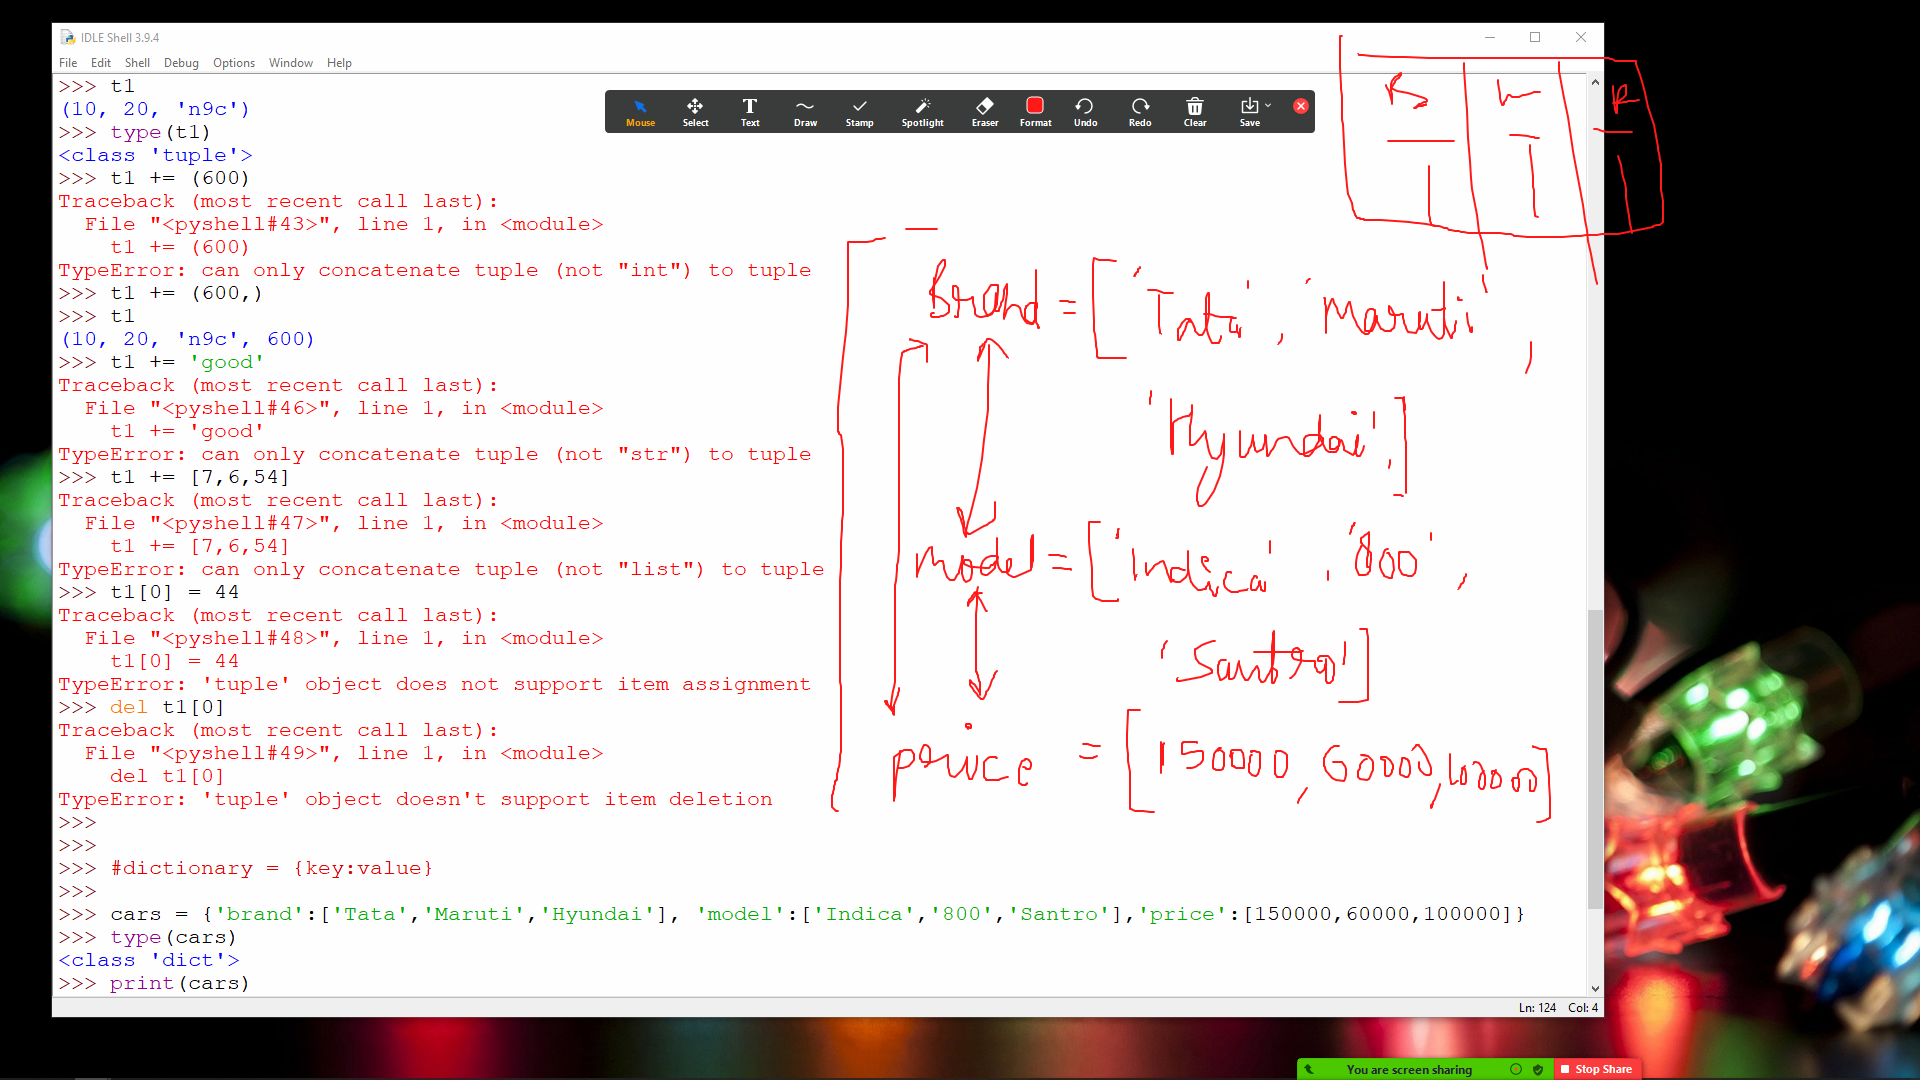 IDLE Shell 3.9.4
File Edit Shell Debug Options Window Help
>>> t1
(10, 20, 'n9c')
>>> type(t1)
<class 'tuple'>
>>> t1 += (600)
Traceback (most recent call last):
  File "<pyshell#43>", line 1, in <module>
    t1 += (600)
TypeError: can only concatenate tuple (not "int") to tuple
>>> t1 += (600,)
>>> t1
(10, 20, 'n9c', 600)
>>> t1 += 'good'
Traceback (most recent call last):
  File "<pyshell#46>", line 1, in <module>
    t1 += 'good'
TypeError: can only concatenate tuple (not "str") to tuple
>>> t1 += [7,6,54]
Traceback (most recent call last):
  File "<pyshell#47>", line 1, in <module>
    t1 += [7,6,54]
TypeError: can only concatenate tuple (not "list") to tuple
>>> t1[0] = 44
Traceback (most recent call last):
  File "<pyshell#48>", line 1, in <module>
    t1[0] = 44
TypeError: 'tuple' object does not support item assignment
>>> del t1[0]
Traceback (most recent call last):
  File "<pyshell#49>", line 1, in <module>
    del t1[0]
TypeError: 'tuple' object doesn't support item deletion
>>>
>>>
>>> #dictionary = {key:value}
>>>
>>> cars = {'brand':['Tata','Maruti','Hyundai'], 'model':['Indica','800','Santro'],'price':[150000,60000,100000]}
>>> type(cars)
<class 'dict'>
>>> print(cars)
Mouse Select Text Draw Stamp Spotlight Eraser Format Undo Redo Clear Save
Brand = ['Tata', 'Maruti',
'Hyundai',]
Model = ['Indica', '800',
'Santro']
price = [150000, 60000, 100000]
Ln: 124 Col: 4
You are screen sharing Stop Share